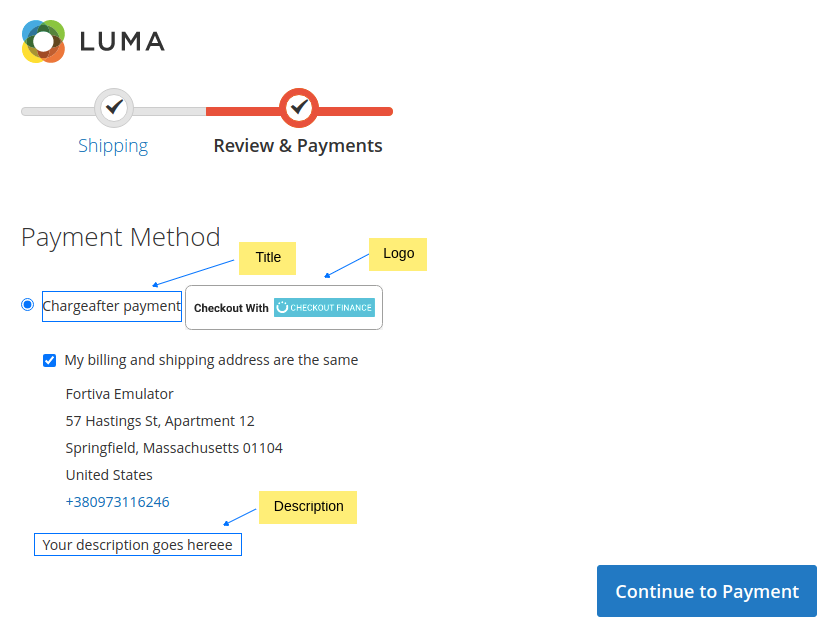 LUMA
Shipping
Review & Payments
Payment Method
Title
Logo
Chargeafter payment
Checkout With CHECKOUT FINANCE
My billing and shipping address are the same
Fortiva Emulator
57 Hastings St, Apartment 12
Springfield, Massachusetts 01104
United States
+380973116246
Description
Your description goes hereee
Continue to Payment